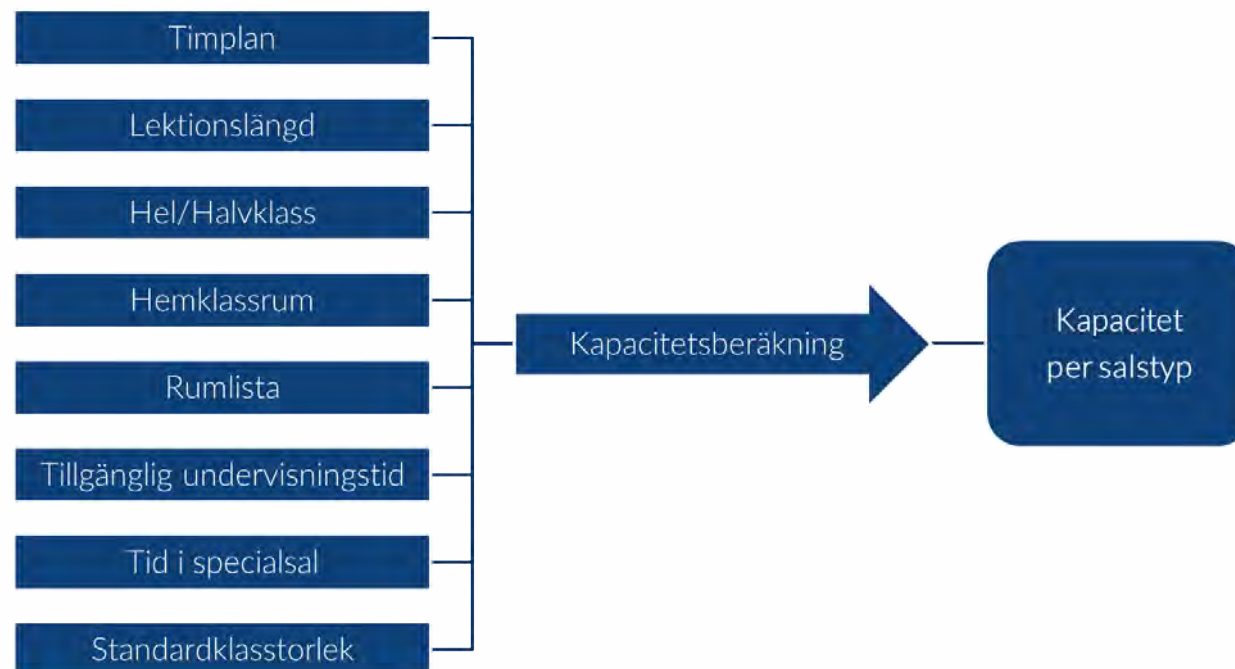 Timplan
Lektionslängd
Hel/Halvklass
Hemklassrum
Rumlista
Tillgänglig undervisningstid
Tid i specialsal
Standardklasstorlek
Kapacitetsberäkning
Kapacitet
per salstyp